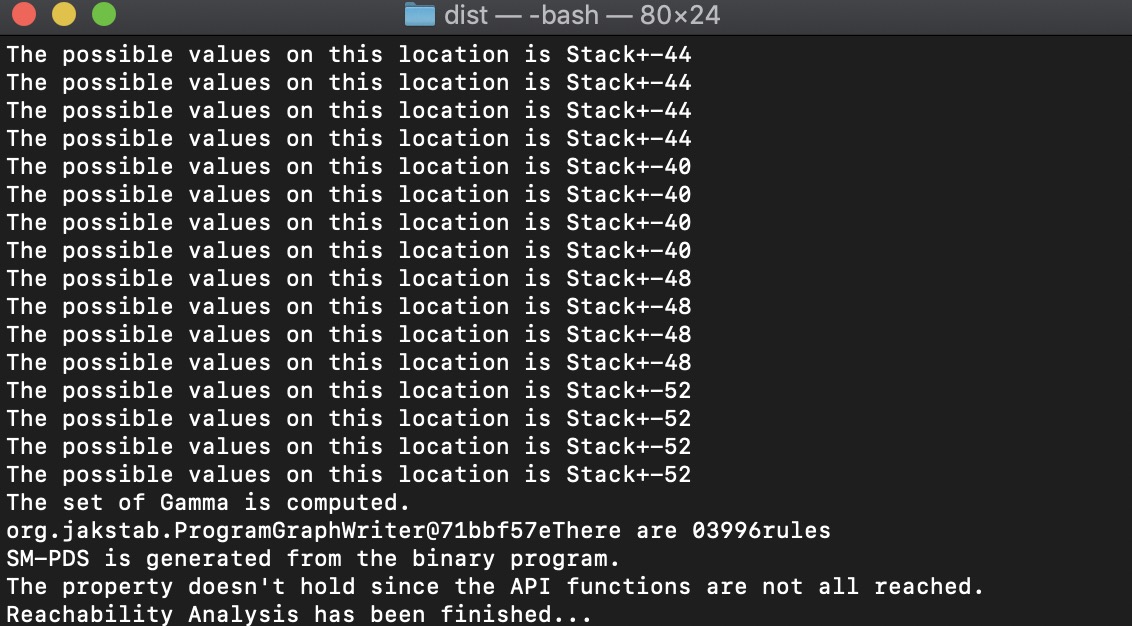 dist — -bash — 80×24
The possible values on this location is Stack+-44
The possible values on this location is Stack+-44
The possible values on this location is Stack+-44
The possible values on this location is Stack+-44
The possible values on this location is Stack+-40
The possible values on this location is Stack+-40
The possible values on this location is Stack+-40
The possible values on this location is Stack+-40
The possible values on this location is Stack+-48
The possible values on this location is Stack+-48
The possible values on this location is Stack+-48
The possible values on this location is Stack+-48
The possible values on this location is Stack+-52
The possible values on this location is Stack+-52
The possible values on this location is Stack+-52
The possible values on this location is Stack+-52
The set of Gamma is computed.
org.jakstab.ProgramGraphWriter@71bbf57eThere are 03996rules
SM-PDS is generated from the binary program.
The property doesn't hold since the API functions are not all reached.
Reachability Analysis has been finished...